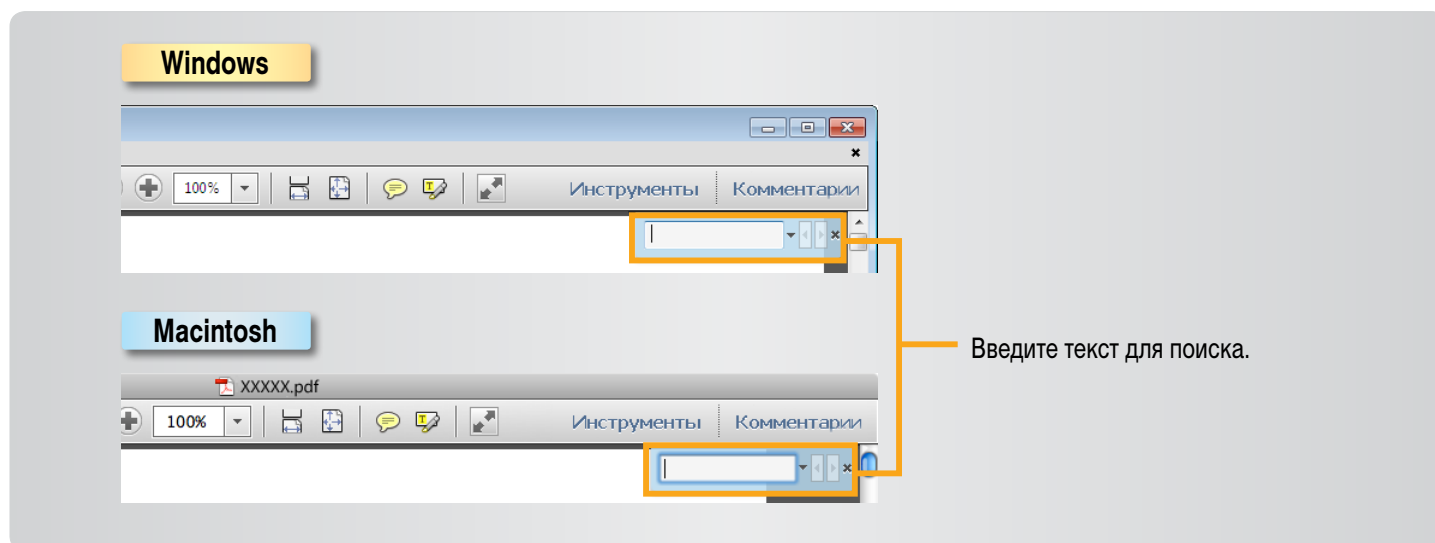 Windows
100%
Инструменты
Комментарии
Macintosh
Введите текст для поиска.
XXXXX.pdf
100%
Инструменты
Комментарии